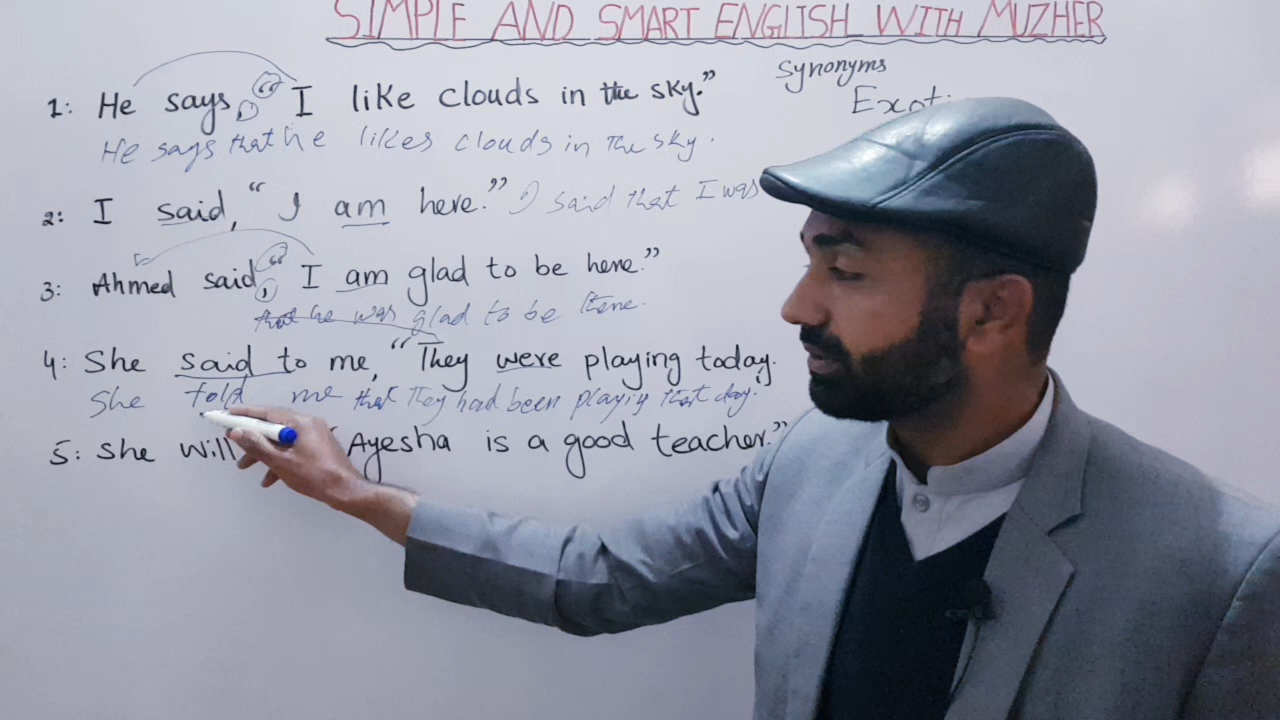 SIMPLE AND SMART ENGLISH WITH MUZHER
Synonyms
Exoti
1: He says, “I like clouds in the sky.”
He says that he likes clouds in the sky.
2: I said, “I am here.” I said that I was
3: Ahmed said, “I am glad to be here.”
that he was glad to be
4: She said to me, “They were playing today.
She told me that They had been playing that day.
5: She will “Ayesha is a good teacher.”